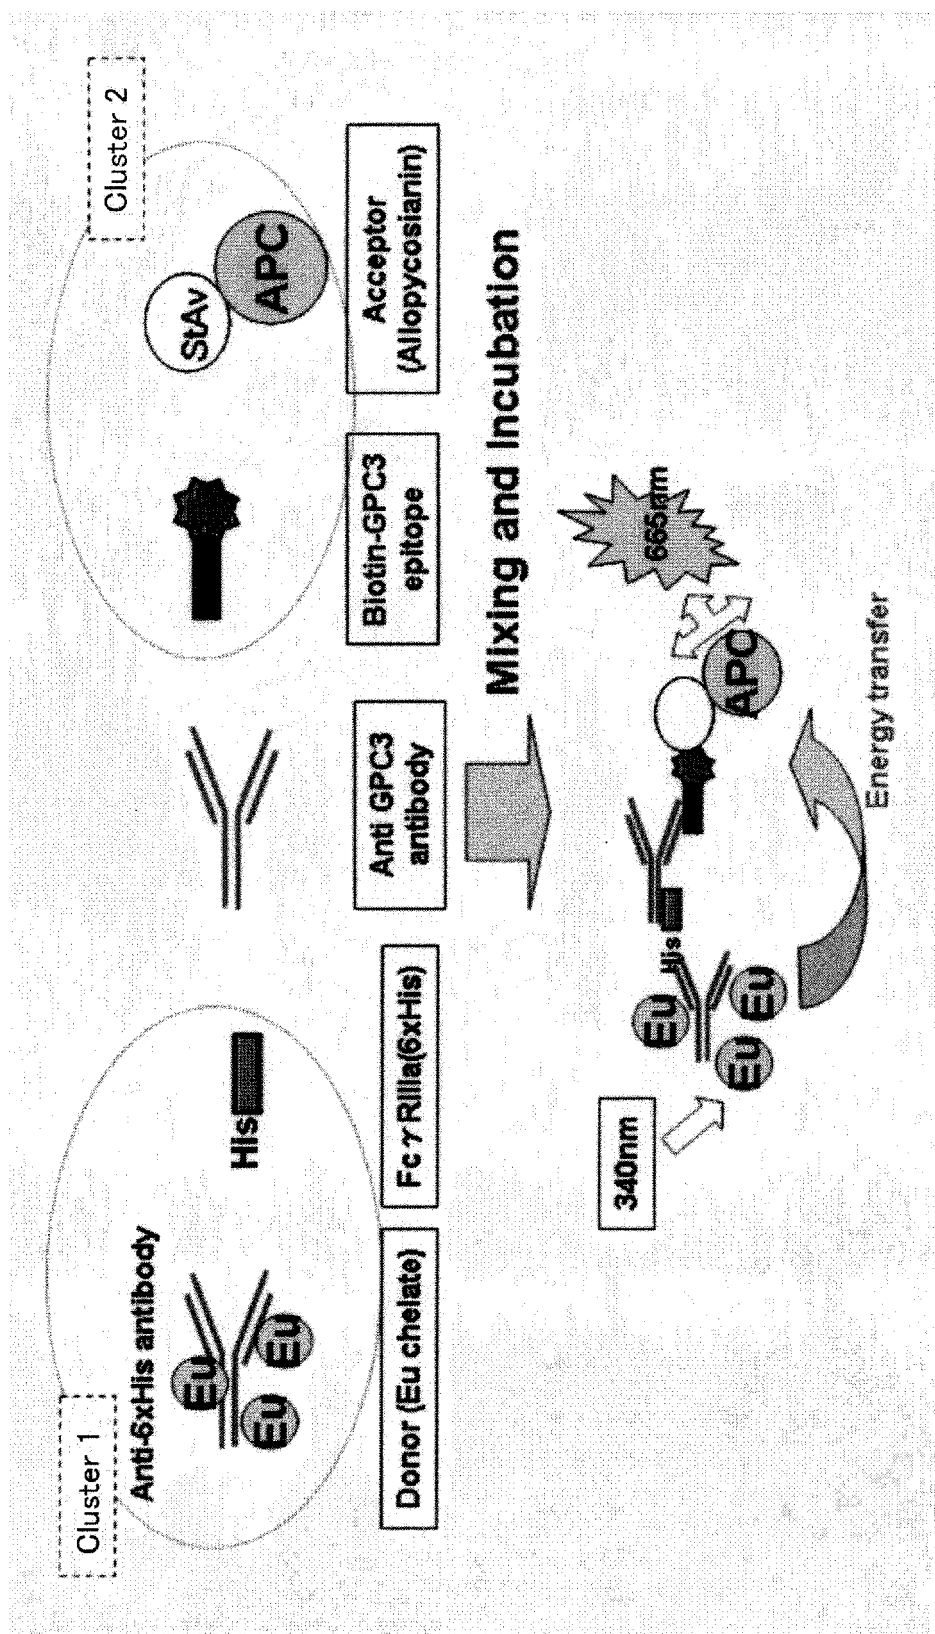 Cluster 1
Cluster 2
Anti-6xHis antibody
Eu
Eu
Eu
His
StAv
APC
Donor (Eu chelate)
Fc γ RIIIa(6xHis)
Anti GPC3
antibody
Biotin-GPC3
epitope
Acceptor
(Allopycosianin)
Mixing and Incubation
340nm
Eu
Eu
Eu
His
APC
665nm
Energy transfer